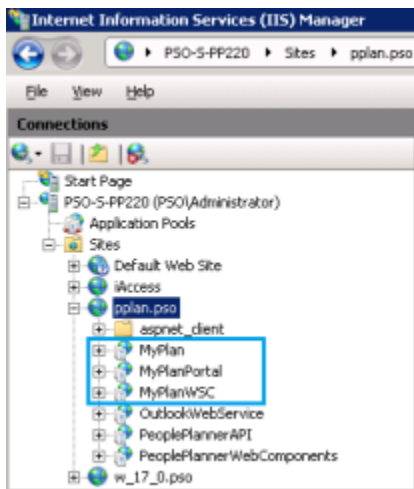 Internet Information Services (IIS) Manager
PSO-S-PP220 Sites pplan.pso
File View Help
Connections
Start Page
PSO-S-PP220 (PSO\Administrator)
Application Pools
Sites
Default Web Site
iAccess
pplan.pso
aspnet_client
MyPlan
MyPlanPortal
MyPlanWSC
OutlookWebService
PeoplePlannerAPI
PeoplePlannerWebComponents
w_17_0.pso